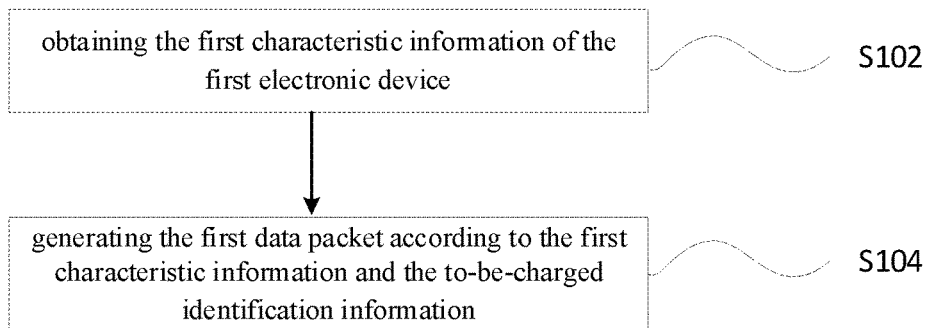 obtaining the first characteristic information of the
first electronic device
S102
generating the first data packet according to the first
characteristic information and the to-be-charged
identification information
S104